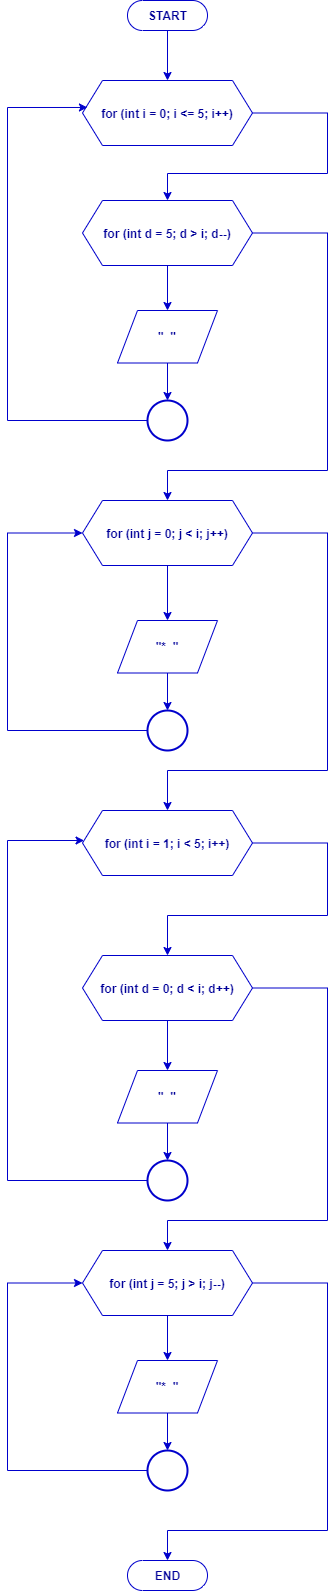 START
for (int i = 0; i <= 5; i++)
for (int d = 5; d > i; d--)
"  "
for (int j = 0; j < i; j++)
"*  "
for (int i = 1; i < 5; i++)
for (int d = 0; d < i; d++)
"  "
for (int j = 5; j > i; j--)
"*  "
END